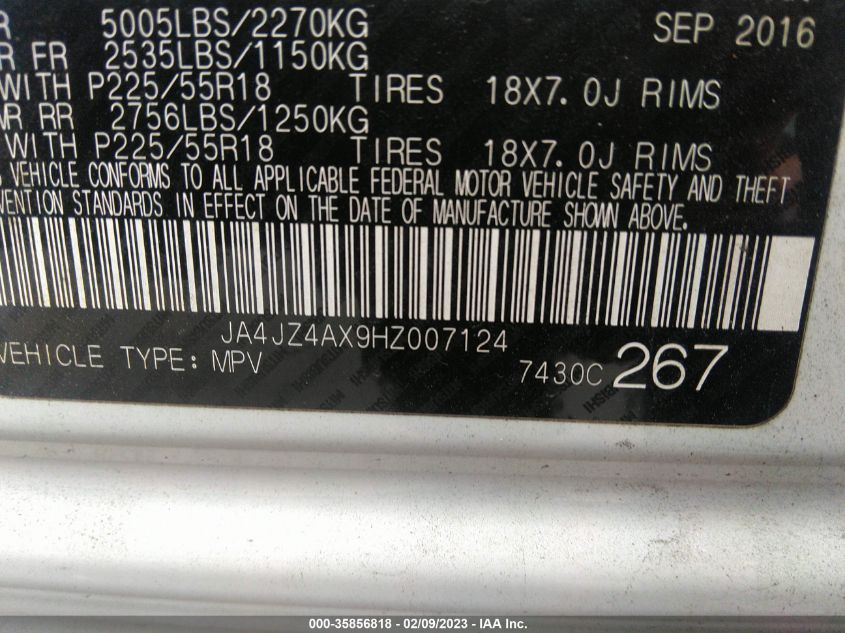 R 5005LBS/2270KG SEP 2016
R FR 2535LBS/1150KG
WITH P225/55R18 TIRES 18X7.0J RIMS
WR RR 2756LBS/1250KG
WITH P225/55R18 TIRES 18X7.0J RIMS
VEHICLE CONFORMS TO ALL APPLICABLE FEDERAL MOTOR VEHICLE SAFETY AND THEFT
VENTION STANDARDS IN EFFECT ON THE DATE OF MANUFACTURE SHOWN ABOVE.
JA4JZ4AX9HZ007124
VEHICLE TYPE: MPV 7430C 267
000-35856818 - 02/09/2023 - IAA Inc.